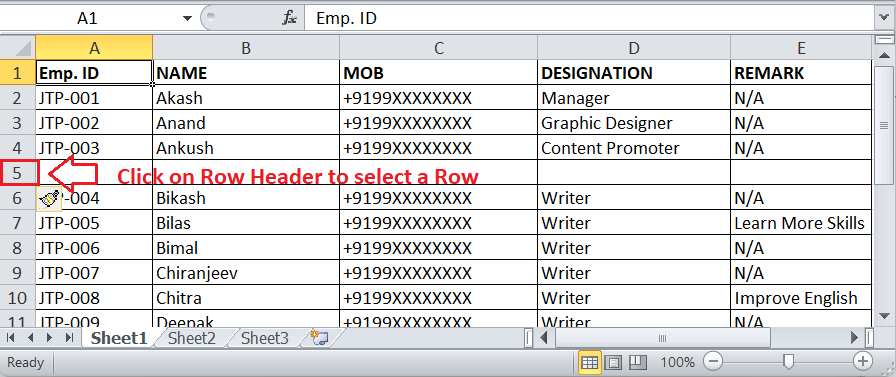 A1 fx Emp. ID
A B C D E
1 Emp. ID NAME MOB DESIGNATION REMARK
2 JTP-001 Akash +9199XXXXXXXX Manager N/A
3 JTP-002 Anand +9199XXXXXXXX Graphic Designer N/A
4 JTP-003 Ankush +9199XXXXXXXX Content Promoter N/A
5 Click on Row Header to select a Row
6 P-004 Bikash +9199XXXXXXXX Writer N/A
7 JTP-005 Bilas +9199XXXXXXXX Writer Learn More Skills
8 JTP-006 Bimal +9199XXXXXXXX Writer N/A
9 JTP-007 Chiranjeev +9199XXXXXXXX Writer N/A
10 JTP-008 Chitra +9199XXXXXXXX Writer Improve English
11 JTP-009 Deepak +9199XXXXXXXX Writer N/A
Sheet1 Sheet2 Sheet3
Ready 100%